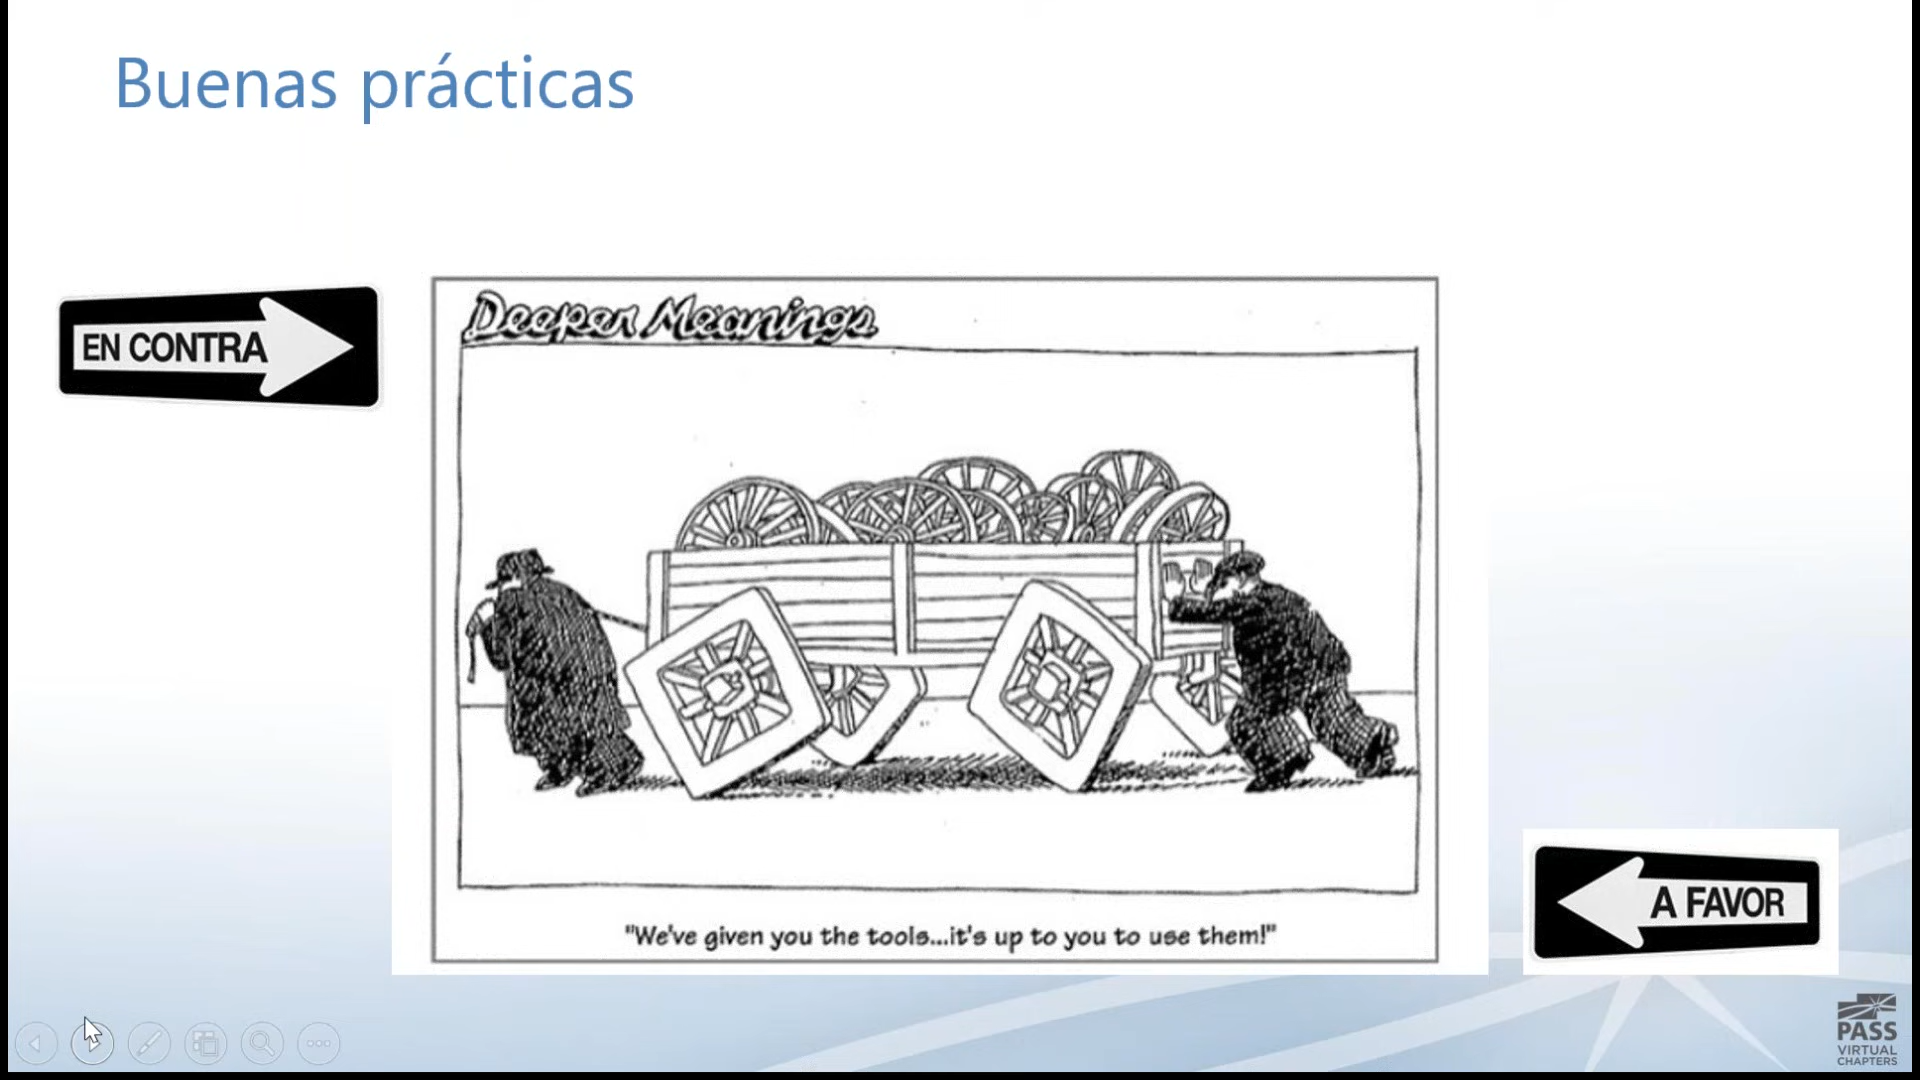 Buenas prácticas
EN CONTRA
Deeper Meanings
"We've given you the tools...it's up to you to use them!"
A FAVOR
PASS
VIRTUAL
CHAPTERS